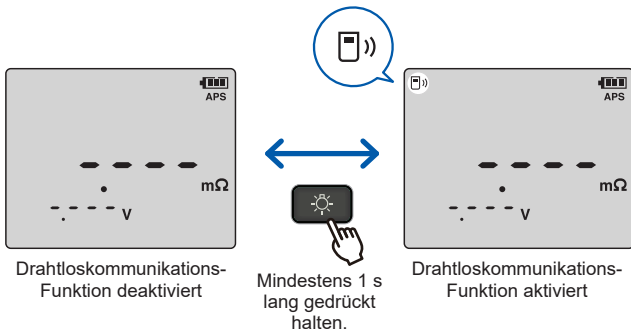 APS
- - - -
mΩ
- - - -
V
Drahtloskommunikations-
Funktion deaktiviert
Mindestens 1 s
lang gedrückt
halten.
APS
- - - -
mΩ
- - - -
V
Drahtloskommunikations-
Funktion aktiviert